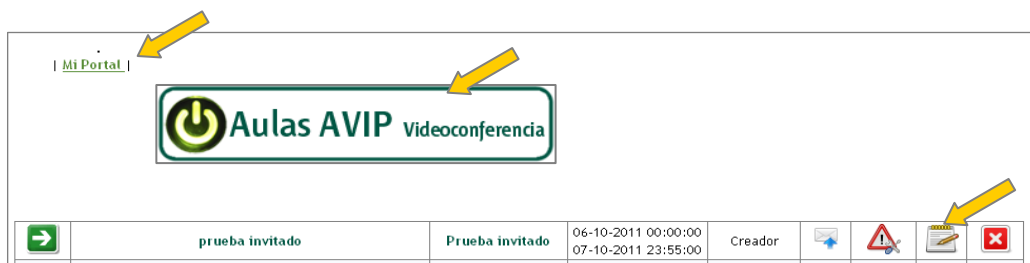 | Mi Portal |
Aulas AVIP Videoconferencia
prueba invitado Prueba invitado 06-10-2011 00:00:00 Creador
07-10-2011 23:55:00